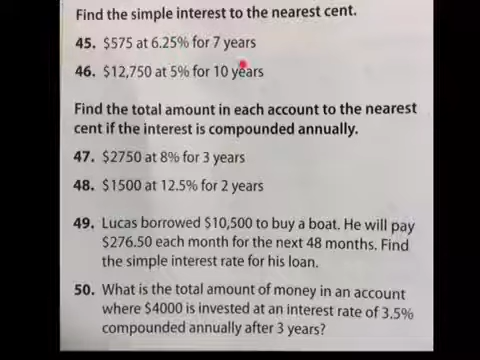 Find the simple interest to the nearest cent.
45. $575 at 6.25% for 7 years
46. $12,750 at 5% for 10 years
Find the total amount in each account to the nearest
cent if the interest is compounded annually.
47. $2750 at 8% for 3 years
48. $1500 at 12.5% for 2 years
49. Lucas borrowed $10,500 to buy a boat. He will pay
$276.50 each month for the next 48 months. Find
the simple interest rate for his loan.
50. What is the total amount of money in an account
where $4000 is invested at an interest rate of 3.5%
compounded annually after 3 years?